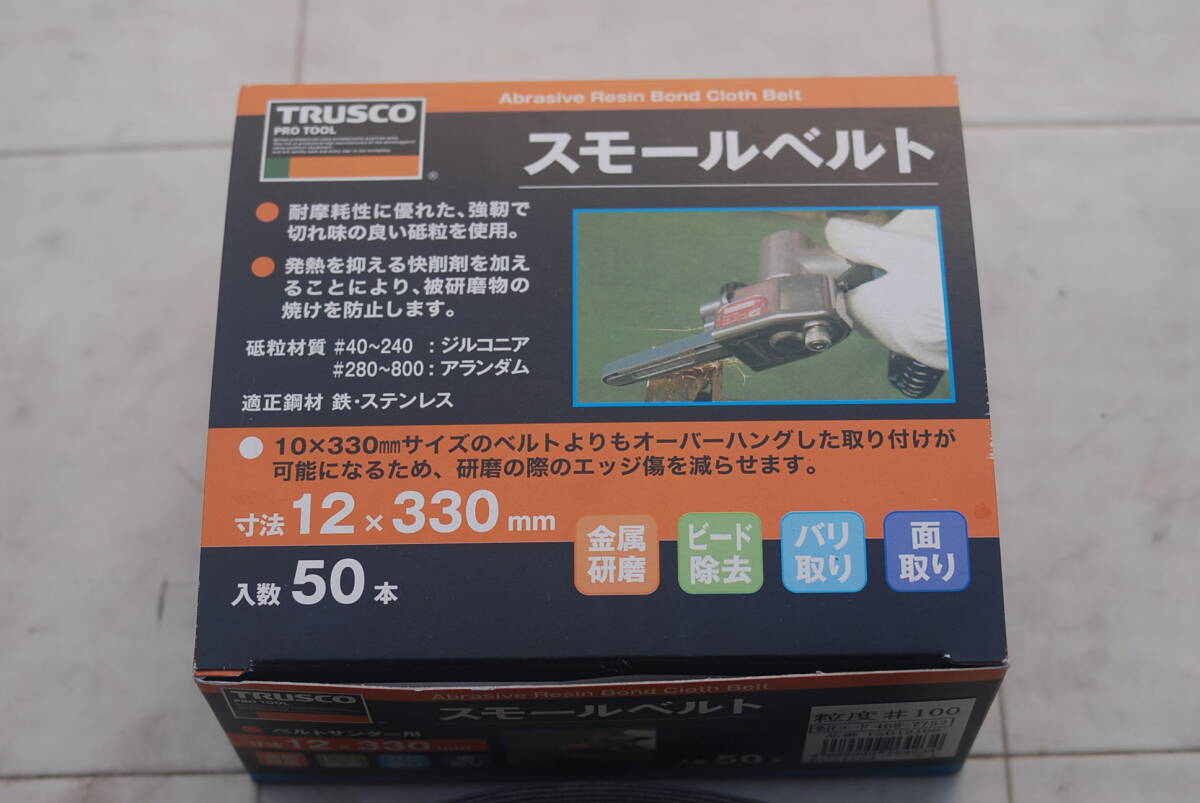 Abrasive Resin Bond Cloth Belt
TRUSCO
PRO TOOL
®
スモールベルト
● 耐摩耗性に優れた、強靭で
切れ味の良い砥粒を使用。
● 発熱を抑える快削剤を加え
ることにより、被研磨物の
焼けを防止します。
砥粒材質 #40~240 : ジルコニア
#280~800 : アランダム
適正鋼材 鉄・ステンレス
● 10×330㎜サイズのベルトよりもオーバーハングした取り付けが
可能になるため、研磨の際のエッジ傷を減らせます。
寸法 12 × 330 mm
入数 50 本
金属
研磨
ビード
除去
バリ
取り
面
取り
TRUSCO
PRO TOOL
Abrasive Resin Bond Cloth Belt
スモールベルト
ベルトサンダー用
寸法 12 × 330 mm
50
粒度 #100